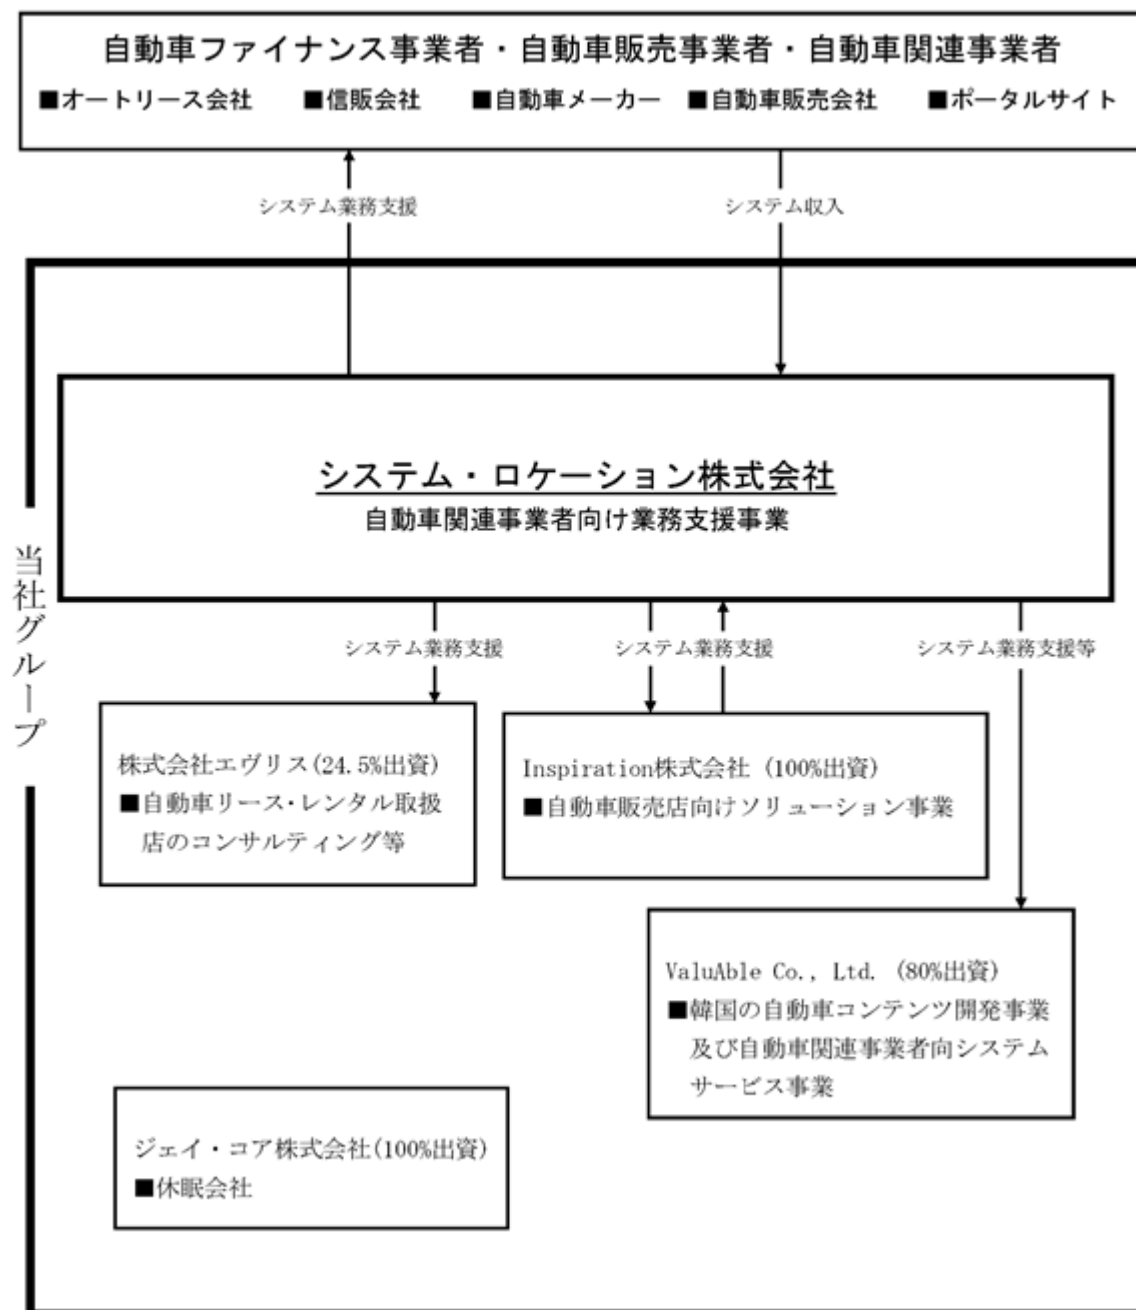 自動車ファイナンス事業者・自動車販売事業者・自動車関連事業者
■オートリース会社 ■信販会社 ■自動車メーカー ■自動車販売会社 ■ポータルサイト
システム業務支援 システム収入
システム・ロケーション株式会社
自動車関連事業者向け業務支援事業
当社グループ
システム業務支援 システム業務支援 システム業務支援等
株式会社エヴリス(24.5%出資)
■自動車リース・レンタル取扱
店のコンサルティング等
Inspiration株式会社 (100%出資)
■自動車販売店向けソリューション事業
ValuAble Co., Ltd. (80%出資)
■韓国の自動車コンテンツ開発事業
及び自動車関連事業者向システム
サービス事業
ジェイ・コア株式会社(100%出資)
■休眠会社